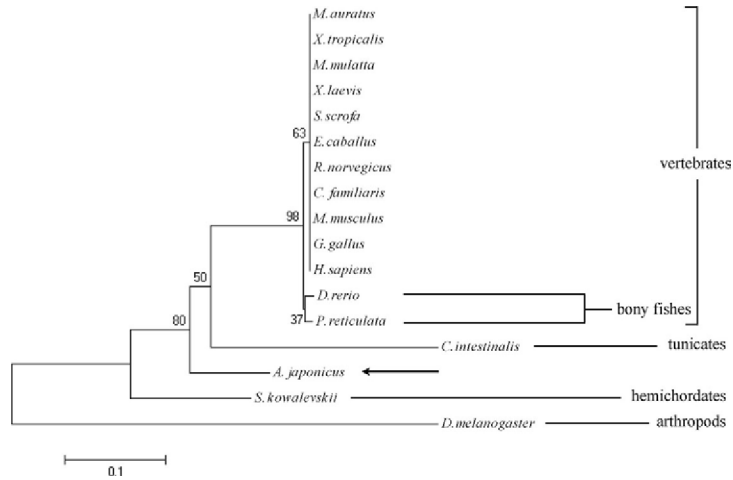 M. auratus
X. tropicalis
M. mulatta
X. laevis
S. scrofa
63
E. caballus
R. norvegicus
vertebrates
C. familiaris
98
M. musculus
G. gallus
H. sapiens
50
D. rerio
bony fishes
80
37
P. reticulata
C. intestinalis
tunicates
A. japonicus
S. kowalevskii
hemichordates
D. melanogaster
arthropods
0.1